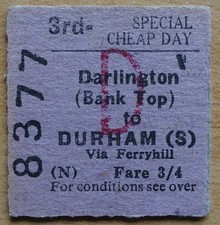 3rd- SPECIAL
CHEAP DAY
8377
D
Darlington
(Bank Top)
to
DURHAM (S)
Via Ferryhill
(N) Fare 3/4
For conditions see over